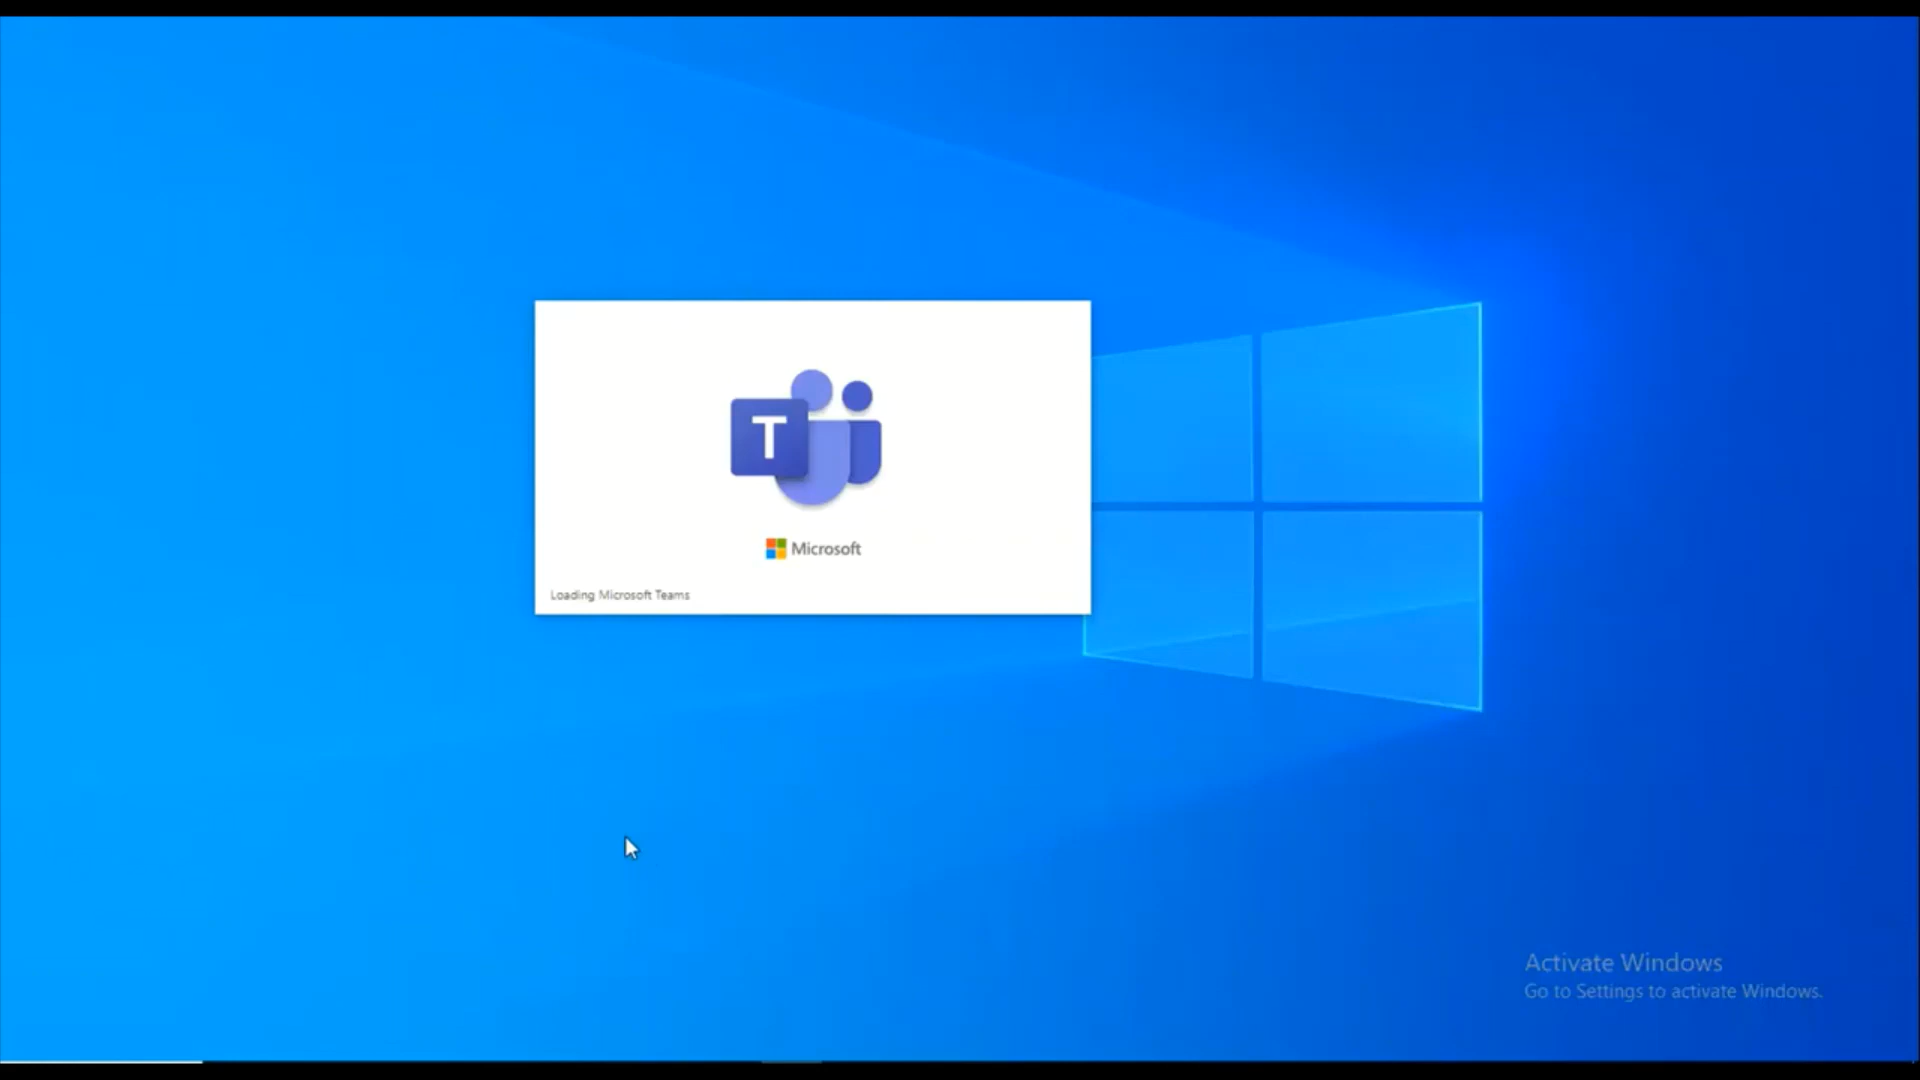 T
Microsoft
Loading Microsoft Teams
Activate Windows
Go to Settings to activate Windows.